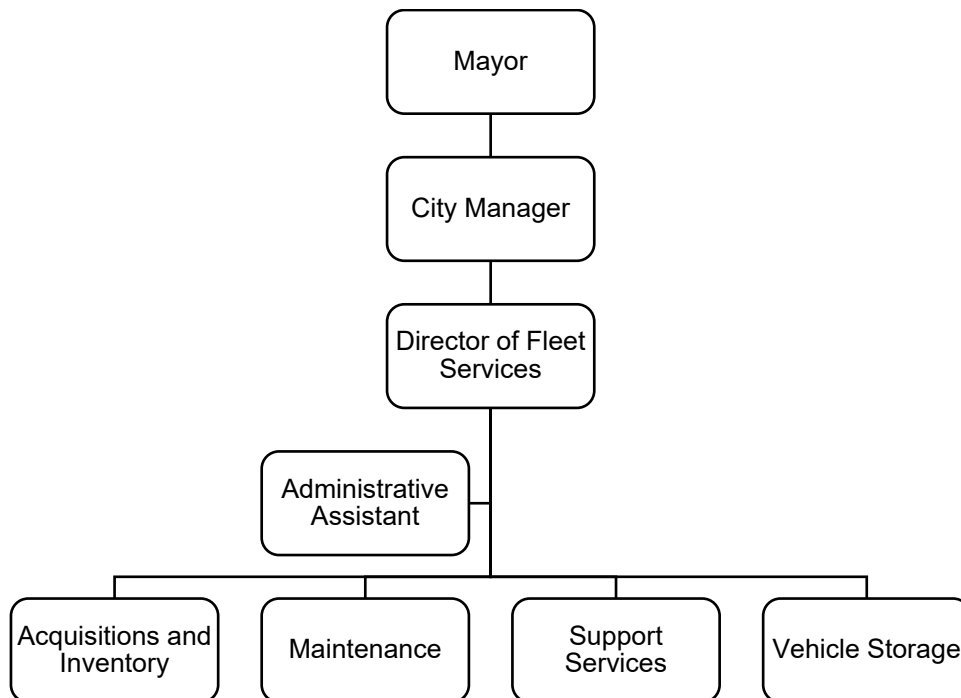 Mayor
City Manager
Director of Fleet
Services
Administrative
Assistant
Acquisitions and
Inventory
Maintenance
Support
Services
Vehicle Storage